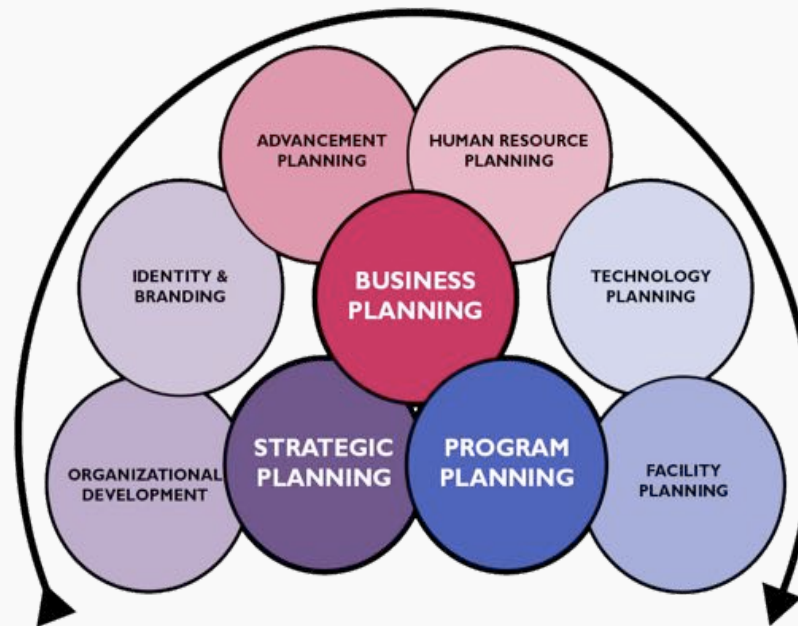 ADVANCEMENT
PLANNING
HUMAN RESOURCE
PLANNING
IDENTITY &
BRANDING
BUSINESS
PLANNING
TECHNOLOGY
PLANNING
ORGANIZATIONAL
DEVELOPMENT
STRATEGIC
PLANNING
PROGRAM
PLANNING
FACILITY
PLANNING